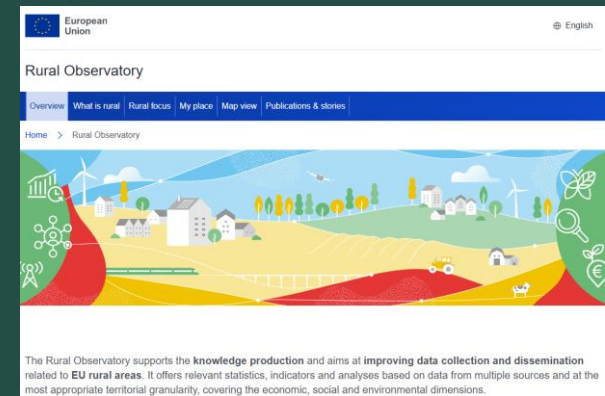 European
Union
English
Rural Observatory
Overview What is rural Rural focus My place Map view Publications & stories
Home > Rural Observatory
The Rural Observatory supports the knowledge production and aims at improving data collection and dissemination
related to EU rural areas. It offers relevant statistics, indicators and analyses based on data from multiple sources and at the
most appropriate territorial granularity, covering the economic, social and environmental dimensions.